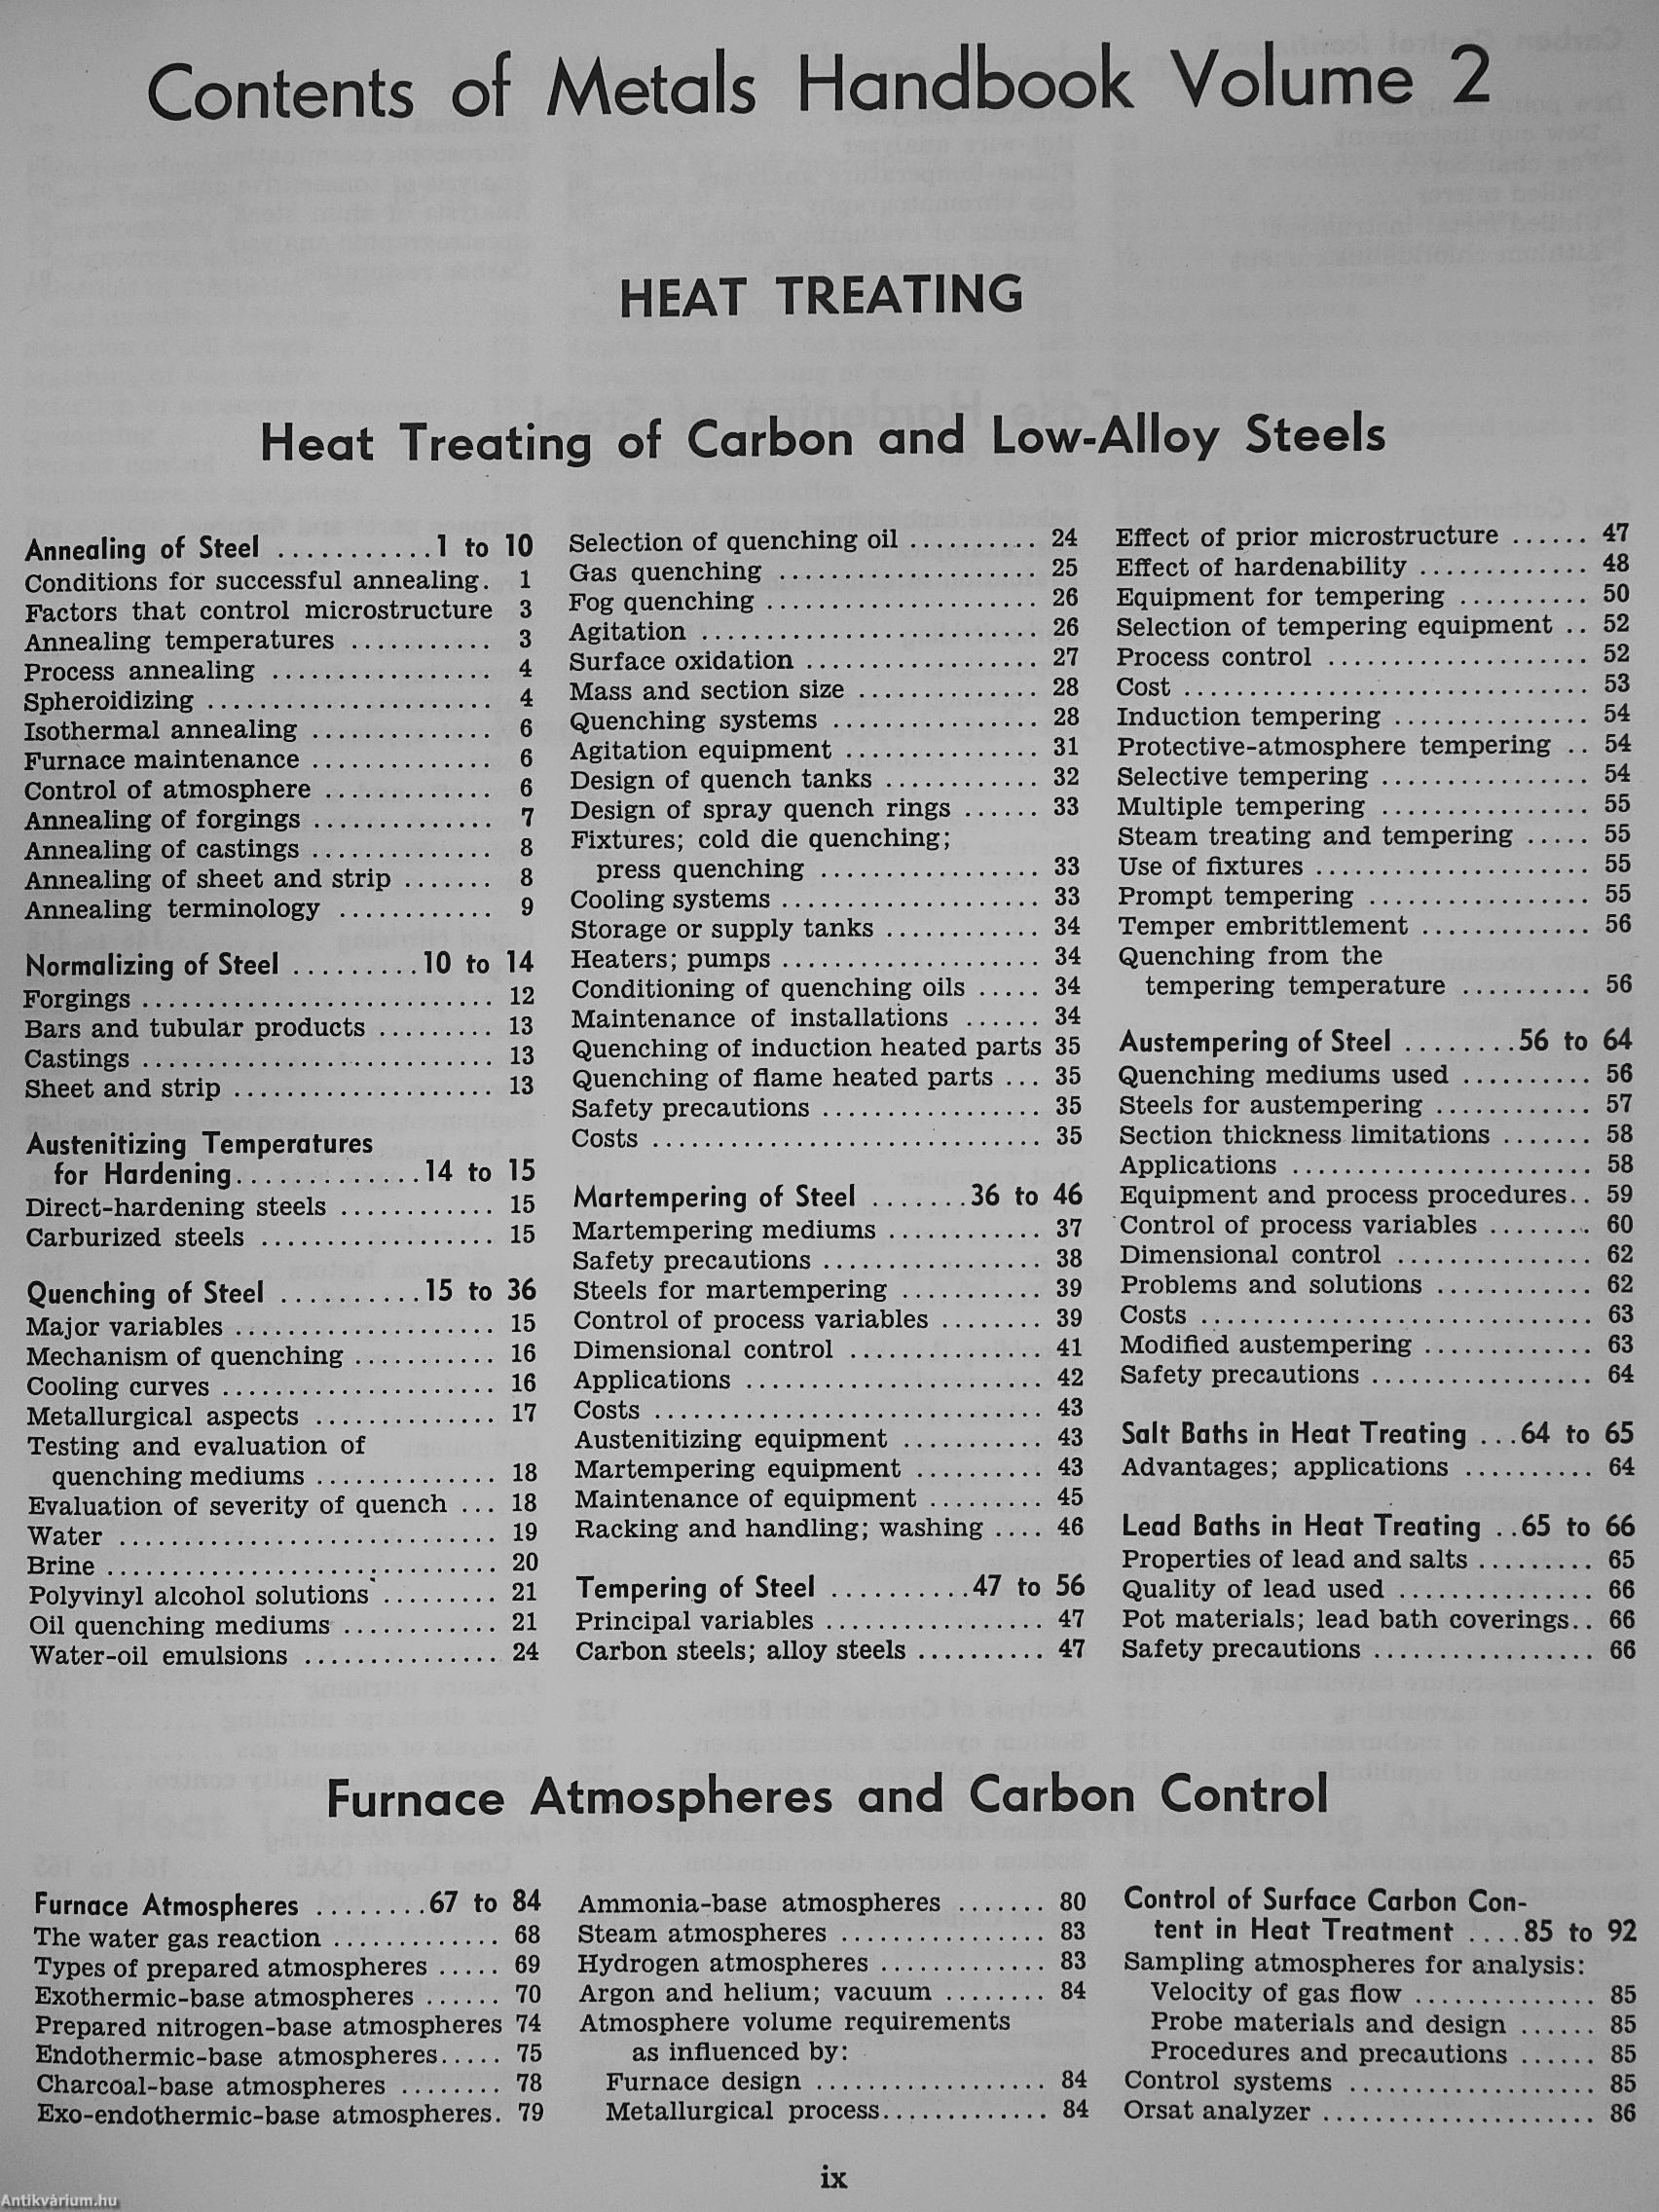 Contents of Metals Handbook Volume 2
HEAT TREATING
Heat Treating of Carbon and Low-Alloy Steels
Annealing of Steel ............1 to 10
Conditions for successful annealing. 1
Factors that control microstructure 3
Annealing temperatures ........... 3
Process annealing ................. 4
Spheroidizing ...................... 4
Isothermal annealing .............. 6
Furnace maintenance .............. 6
Control of atmosphere ............. 6
Annealing of forgings .............. 7
Annealing of castings .............. 8
Annealing of sheet and strip ....... 8
Annealing terminology ............ 9
Normalizing of Steel .........10 to 14
Forgings ........................... 12
Bars and tubular products ......... 13
Castings ........................... 13
Sheet and strip .................... 13
Austenitizing Temperatures
for Hardening.............14 to 15
Direct-hardening steels ............ 15
Carburized steels .................. 15
Quenching of Steel ..........15 to 36
Major variables .................... 15
Mechanism of quenching ........... 16
Cooling curves ..................... 16
Metallurgical aspects .............. 17
Testing and evaluation of
quenching mediums .............. 18
Evaluation of severity of quench ... 18
Water ............................. 19
Brine .............................. 20
Polyvinyl alcohol solutions ......... 21
Oil quenching mediums ............ 21
Water-oil emulsions ............... 24
Selection of quenching oil .......... 24
Gas quenching .................... 25
Fog quenching ..................... 26
Agitation .......................... 26
Surface oxidation .................. 27
Mass and section size .............. 28
Quenching systems ................ 28
Agitation equipment ............... 31
Design of quench tanks ............ 32
Design of spray quench rings ...... 33
Fixtures; cold die quenching;
press quenching ................. 33
Cooling systems .................... 33
Storage or supply tanks ............ 34
Heaters; pumps .................... 34
Conditioning of quenching oils ..... 34
Maintenance of installations ...... 34
Quenching of induction heated parts 35
Quenching of flame heated parts ... 35
Safety precautions ................. 35
Costs .............................. 35
Martempering of Steel .......36 to 46
Martempering mediums ............ 37
Safety precautions ................. 38
Steels for martempering ........... 39
Control of process variables ........ 39
Dimensional control ............... 41
Applications ....................... 42
Costs .............................. 43
Austenitizing equipment ........... 43
Martempering equipment .......... 43
Maintenance of equipment ......... 45
Racking and handling; washing .... 46
Tempering of Steel ..........47 to 56
Principal variables ................. 47
Carbon steels; alloy steels .......... 47
Effect of prior microstructure ...... 47
Effect of hardenability ............. 48
Equipment for tempering .......... 50
Selection of tempering equipment .. 52
Process control .................... 52
Cost ............................... 53
Induction tempering ............... 54
Protective-atmosphere tempering .. 54
Selective tempering ................ 54
Multiple tempering ................ 55
Steam treating and tempering ..... 55
Use of fixtures ..................... 55
Prompt tempering ................. 55
Temper embrittlement ............. 56
Quenching from the
tempering temperature .......... 56
Austempering of Steel ........56 to 64
Quenching mediums used .......... 56
Steels for austempering ............ 57
Section thickness limitations ....... 58
Applications ....................... 58
Equipment and process procedures.. 59
Control of process variables ........ 60
Dimensional control ............... 62
Problems and solutions ............ 62
Costs .............................. 63
Modified austempering ............. 63
Safety precautions ................. 64
Salt Baths in Heat Treating ...64 to 65
Advantages; applications .......... 64
Lead Baths in Heat Treating ..65 to 66
Properties of lead and salts ......... 65
Quality of lead used ............... 66
Pot materials; lead bath coverings.. 66
Safety precautions ................. 66
Furnace Atmospheres and Carbon Control
Furnace Atmospheres ........67 to 84
The water gas reaction ............. 68
Types of prepared atmospheres ..... 69
Exothermic-base atmospheres ...... 70
Prepared nitrogen-base atmospheres 74
Endothermic-base atmospheres..... 75
Charcoal-base atmospheres ........ 78
Exo-endothermic-base atmospheres. 79
Ammonia-base atmospheres ....... 80
Steam atmospheres ................ 83
Hydrogen atmospheres ............. 83
Argon and helium; vacuum ........ 84
Atmosphere volume requirements
as influenced by:
Furnace design .................. 84
Metallurgical process............. 84
Control of Surface Carbon Con-
tent in Heat Treatment ....85 to 92
Sampling atmospheres for analysis:
Velocity of gas flow .............. 85
Probe materials and design ...... 85
Procedures and precautions ...... 85
Control systems ................... 85
Orsat analyzer ..................... 86
ix
Antikvárium.hu